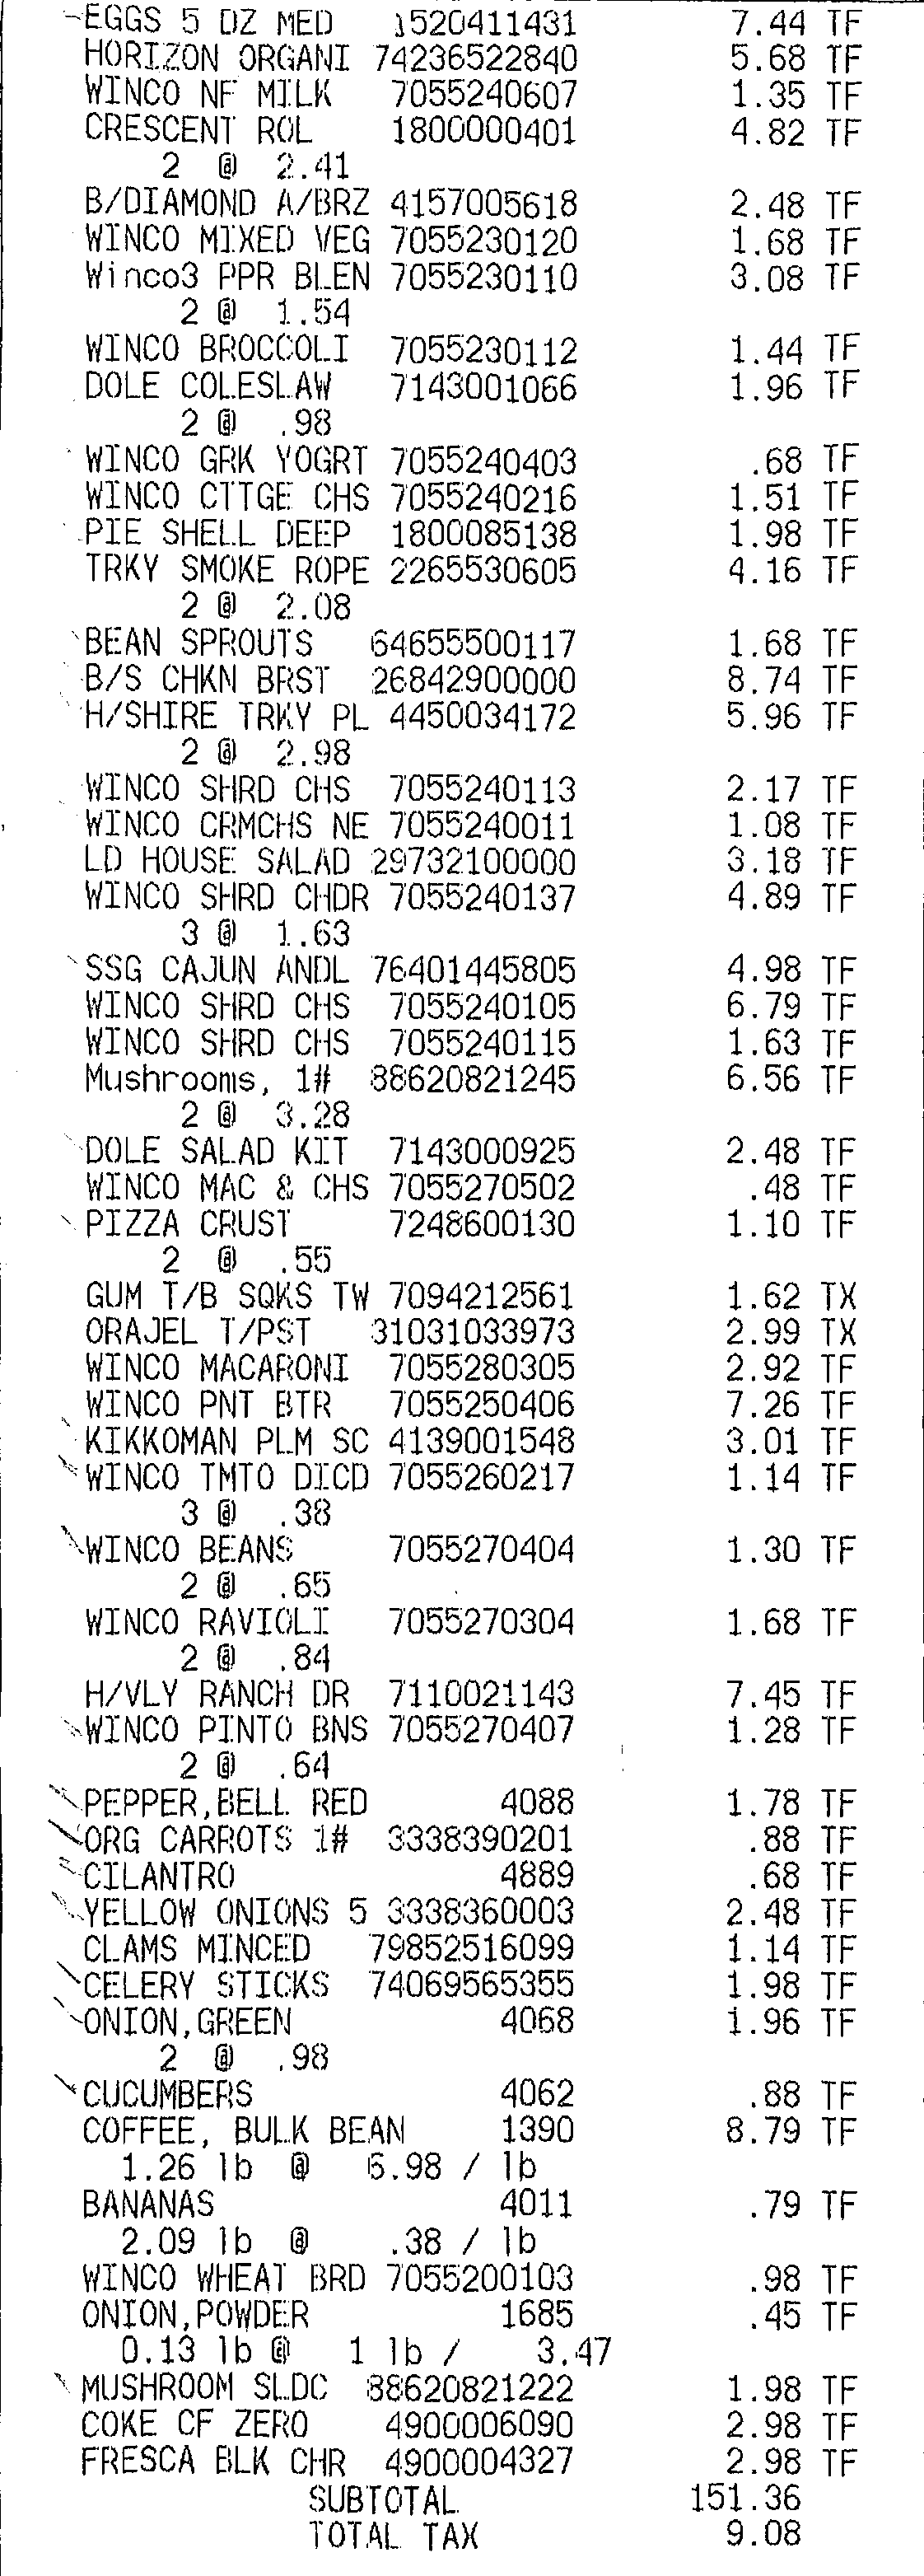 EGGS 5 DZ MED 1520411431 7.44 TF
HORIZON ORGANI 74236522840 5.68 TF
WINCO NF MILK 7055240607 1.35 TF
CRESCENT ROL 1800000401 4.82 TF
2 @ 2.41
B/DIAMOND A/BRZ 4157005618 2.48 TF
WINCO MIXED VEG 7055230120 1.68 TF
Winco3 PPR BLEN 7055230110 3.08 TF
2 @ 1.54
WINCO BROCCOLI 7055230112 1.44 TF
DOLE COLESLAW 7143001066 1.96 TF
2 @ .98
WINCO GRK YOGRT 7055240403 .68 TF
WINCO CTTGE CHS 7055240216 1.51 TF
PIE SHELL DEEP 1800085138 1.98 TF
TRKY SMOKE ROPE 2265530605 4.16 TF
2 @ 2.08
BEAN SPROUTS 64655500117 1.68 TF
B/S CHKN BRST 26842900000 8.74 TF
H/SHIRE TRKY PL 4450034172 5.96 TF
2 @ 2.98
WINCO SHRD CHS 7055240113 2.17 TF
WINCO CRMCHS NE 7055240011 1.08 TF
LD HOUSE SALAD 29732100000 3.18 TF
WINCO SHRD CHDR 7055240137 4.89 TF
3 @ 1.63
SSG CAJUN ANDL 76401445805 4.98 TF
WINCO SHRD CHS 7055240105 6.79 TF
WINCO SHRD CHS 7055240115 1.63 TF
Mushrooms, 1# 88620821245 6.56 TF
2 @ 3.28
DOLE SALAD KIT 7143000925 2.48 TF
WINCO MAC & CHS 7055270502 .48 TF
PIZZA CRUST 7248600130 1.10 TF
2 @ .55
GUM T/B SQKS TW 7094212561 1.62 TX
ORAJEL T/PST 31031033973 2.99 TX
WINCO MACARONI 7055280305 2.92 TF
WINCO PNT BTR 7055250406 7.26 TF
KIKKOMAN PLM SC 4139001548 3.01 TF
WINCO TMTO DICD 7055260217 1.14 TF
3 @ .38
WINCO BEANS 7055270404 1.30 TF
2 @ .65
WINCO RAVIOLI 7055270304 1.68 TF
2 @ .84
H/VLY RANCH DR 7110021143 7.45 TF
WINCO PINTO BNS 7055270407 1.28 TF
2 @ .64
PEPPER,BELL RED 4088 1.78 TF
ORG CARROTS 1# 3338390201 .88 TF
CILANTRO 4889 .68 TF
YELLOW ONIONS 5 3338360003 2.48 TF
CLAMS MINCED 79852516099 1.14 TF
CELERY STICKS 74069565355 1.98 TF
ONION,GREEN 4068 1.96 TF
2 @ .98
CUCUMBERS 4062 .88 TF
COFFEE, BULK BEAN 1390 8.79 TF
1.26 lb @ 6.98 / lb
BANANAS 4011 .79 TF
2.09 lb @ .38 / lb
WINCO WHEAT BRD 7055200103 .98 TF
ONION,POWDER 1685 .45 TF
0.13 lb @ 1 lb / 3.47
MUSHROOM SLDC 88620821222 1.98 TF
COKE CF ZERO 4900006090 2.98 TF
FRESCA BLK CHR 4900004327 2.98 TF
SUBTOTAL 151.36
TOTAL TAX 9.08